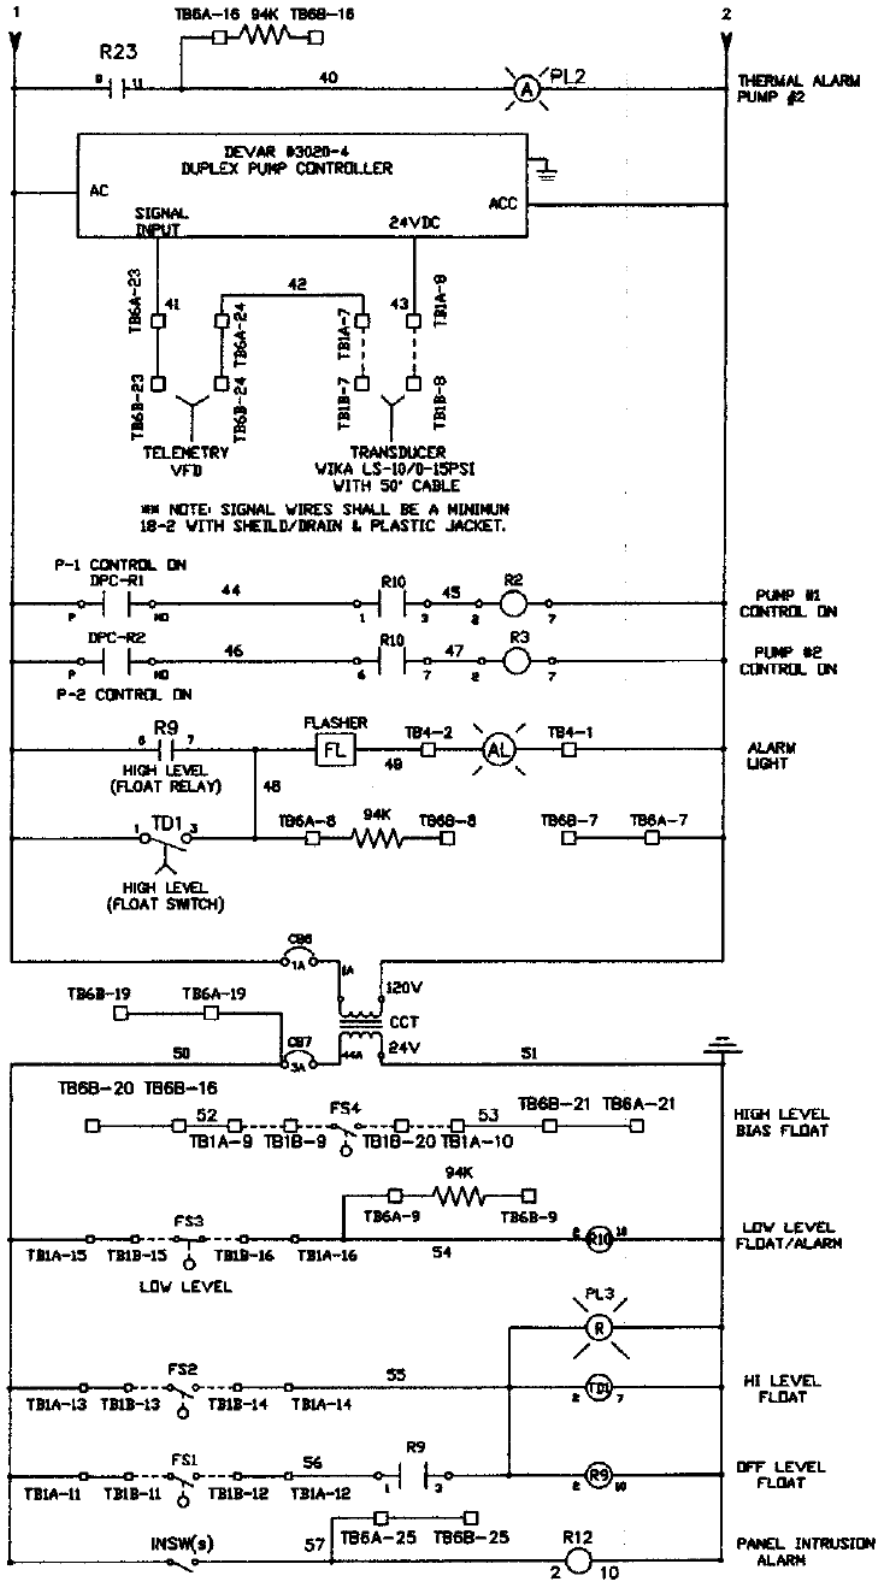 1
TB6A-16 94K TB6B-16
2
R23
9 11
40
A
PL2
THERMAL ALARM
PUMP #2
DEVAR #3020-4
DUPLEX PUMP CONTROLLER
AC
ACC
SIGNAL
INPUT
24VDC
TB6A-23
41
TB6A-24
42
TB1A-7
43
TB1A-8
TB6B-23
TB6B-24
TB1B-7
TB1B-8
TELEMETRY
VFD
TRANSDUCER
WIKA LS-10/0-15PSI
WITH 50' CABLE
** NOTE: SIGNAL WIRES SHALL BE A MINIMUM
18-2 WITH SHEILD/DRAIN & PLASTIC JACKET.
P-1 CONTROL ON
DPC-R1
P NO
44
R10
1 3
45
R2
2 7
PUMP #1
CONTROL ON
DPC-R2
P NO
46
R10
6 7
47
R3
2 7
PUMP #2
CONTROL ON
P-2 CONTROL ON
R9
6 7
HIGH LEVEL
(FLOAT RELAY)
FLASHER
FL
49
TB4-2
AL
TB4-1
ALARM
LIGHT
48
1 TD1 3
TB6A-8
94K
TB6B-8
TB6B-7 TB6A-7
HIGH LEVEL
(FLOAT SWITCH)
CB6
1A
1A
120V
CCT
24V
TB6B-19 TB6A-19
50
CB7
3A
44A
51
TB6B-20 TB6B-16
52
TB1A-9 TB1B-9
FS4
TB1B-20 TB1A-10
53
TB6B-21 TB6A-21
HIGH LEVEL
BIAS FLOAT
94K
TB6A-9 TB6B-9
TB1A-15 TB1B-15
FS3
TB1B-16 TB1A-16
54
R10
LOW LEVEL
FLOAT/ALARM
LOW LEVEL
PL3
R
TB1A-13 TB1B-13
FS2
TB1B-14 TB1A-14
55
2 TD1 7
HI LEVEL
FLOAT
TB1A-11 TB1B-11
FS1
TB1B-12 TB1A-12
56
R9
1 3
2 R9 10
OFF LEVEL
FLOAT
INSW(s)
57
TB6A-25 TB6B-25
R12
2 10
PANEL INTRUSION
ALARM